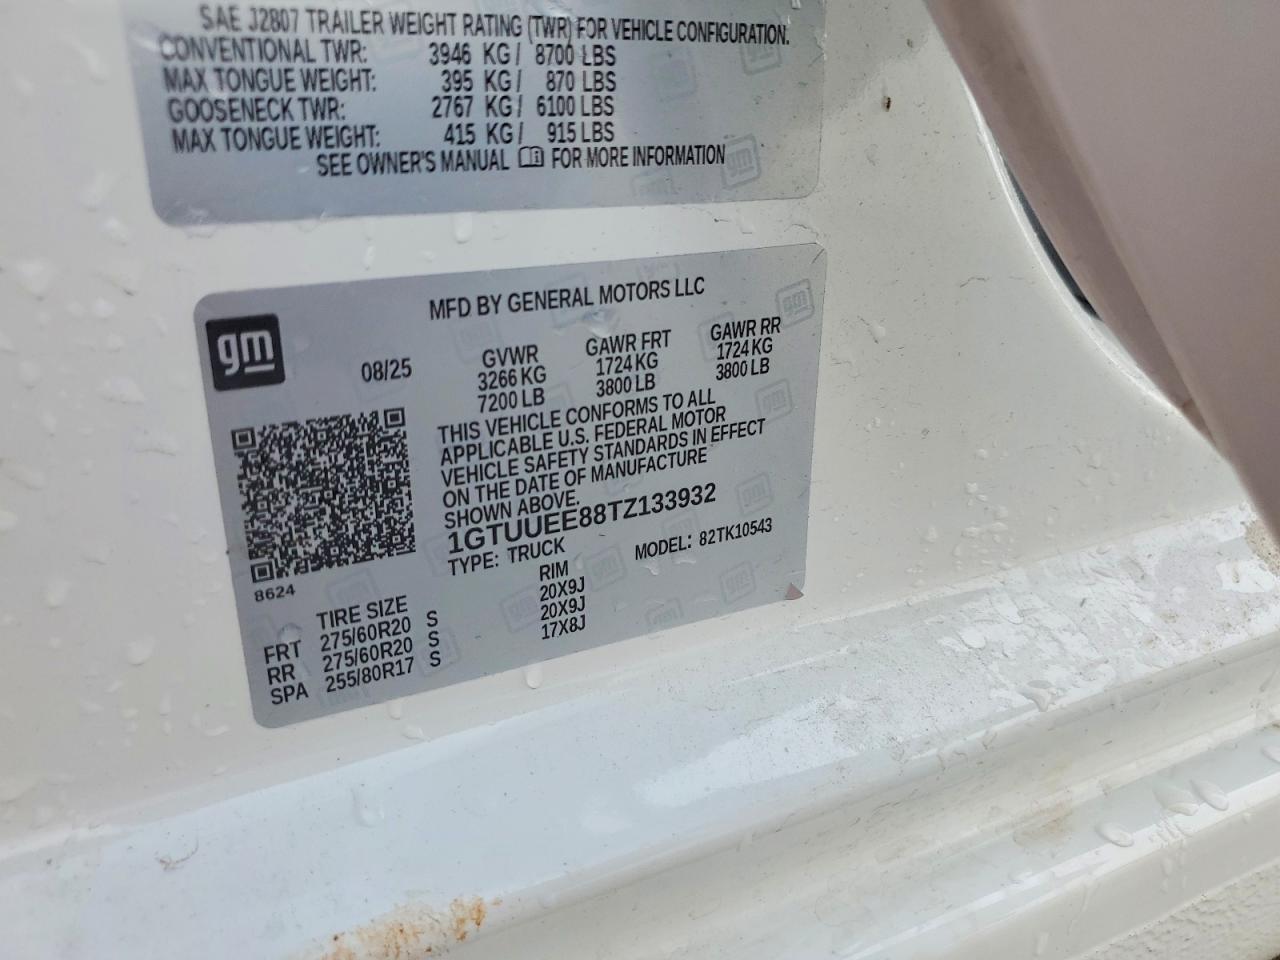 SAE J2807 TRAILER WEIGHT RATING (TWR) FOR VEHICLE CONFIGURATION.
CONVENTIONAL TWR: 3946 KG / 8700 LBS
MAX TONGUE WEIGHT: 395 KG / 870 LBS
GOOSENECK TWR: 2767 KG / 6100 LBS
MAX TONGUE WEIGHT: 415 KG / 915 LBS
SEE OWNER'S MANUAL FOR MORE INFORMATION
gm
MFD BY GENERAL MOTORS LLC
08/25
GVWR GAWR FRT GAWR RR
3266 KG 1724 KG 1724 KG
7200 LB 3800 LB 3800 LB
THIS VEHICLE CONFORMS TO ALL
APPLICABLE U.S. FEDERAL MOTOR
VEHICLE SAFETY STANDARDS IN EFFECT
ON THE DATE OF MANUFACTURE
SHOWN ABOVE.
1GTUUEE88TZ133932
TYPE: TRUCK MODEL: 82TK10543
8624
TIRE SIZE RIM
FRT 275/60R20 S 20X9J
RR 275/60R20 S 20X9J
SPA 255/80R17 S 17X8J